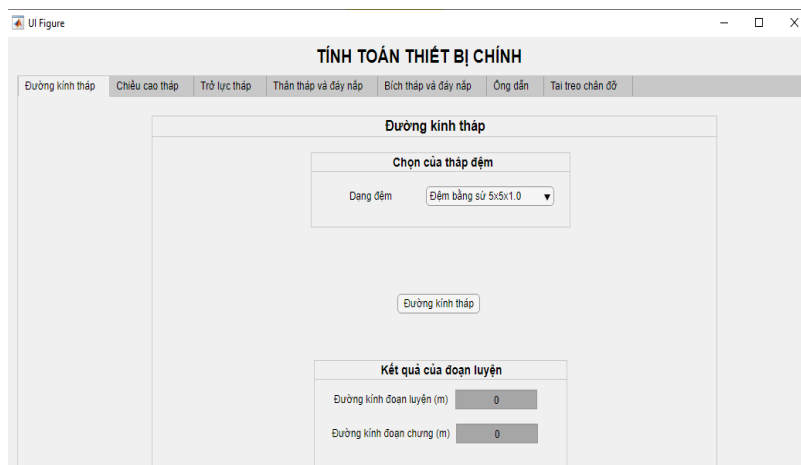 UI Figure
TÍNH TOÁN THIẾT BỊ CHÍNH
Đường kính tháp Chiều cao tháp Trở lực tháp Thân tháp và đáy nắp Bích tháp và đáy nắp Ống dẫn Tai treo chân đỡ
Đường kính tháp
Chọn của tháp đệm
Dạng đệm Đệm bằng sứ 5x5x1.0
Đường kính tháp
Kết quả của đoạn luyện
Đường kính đoạn luyện (m) 0
Đường kính đoạn chưng (m) 0